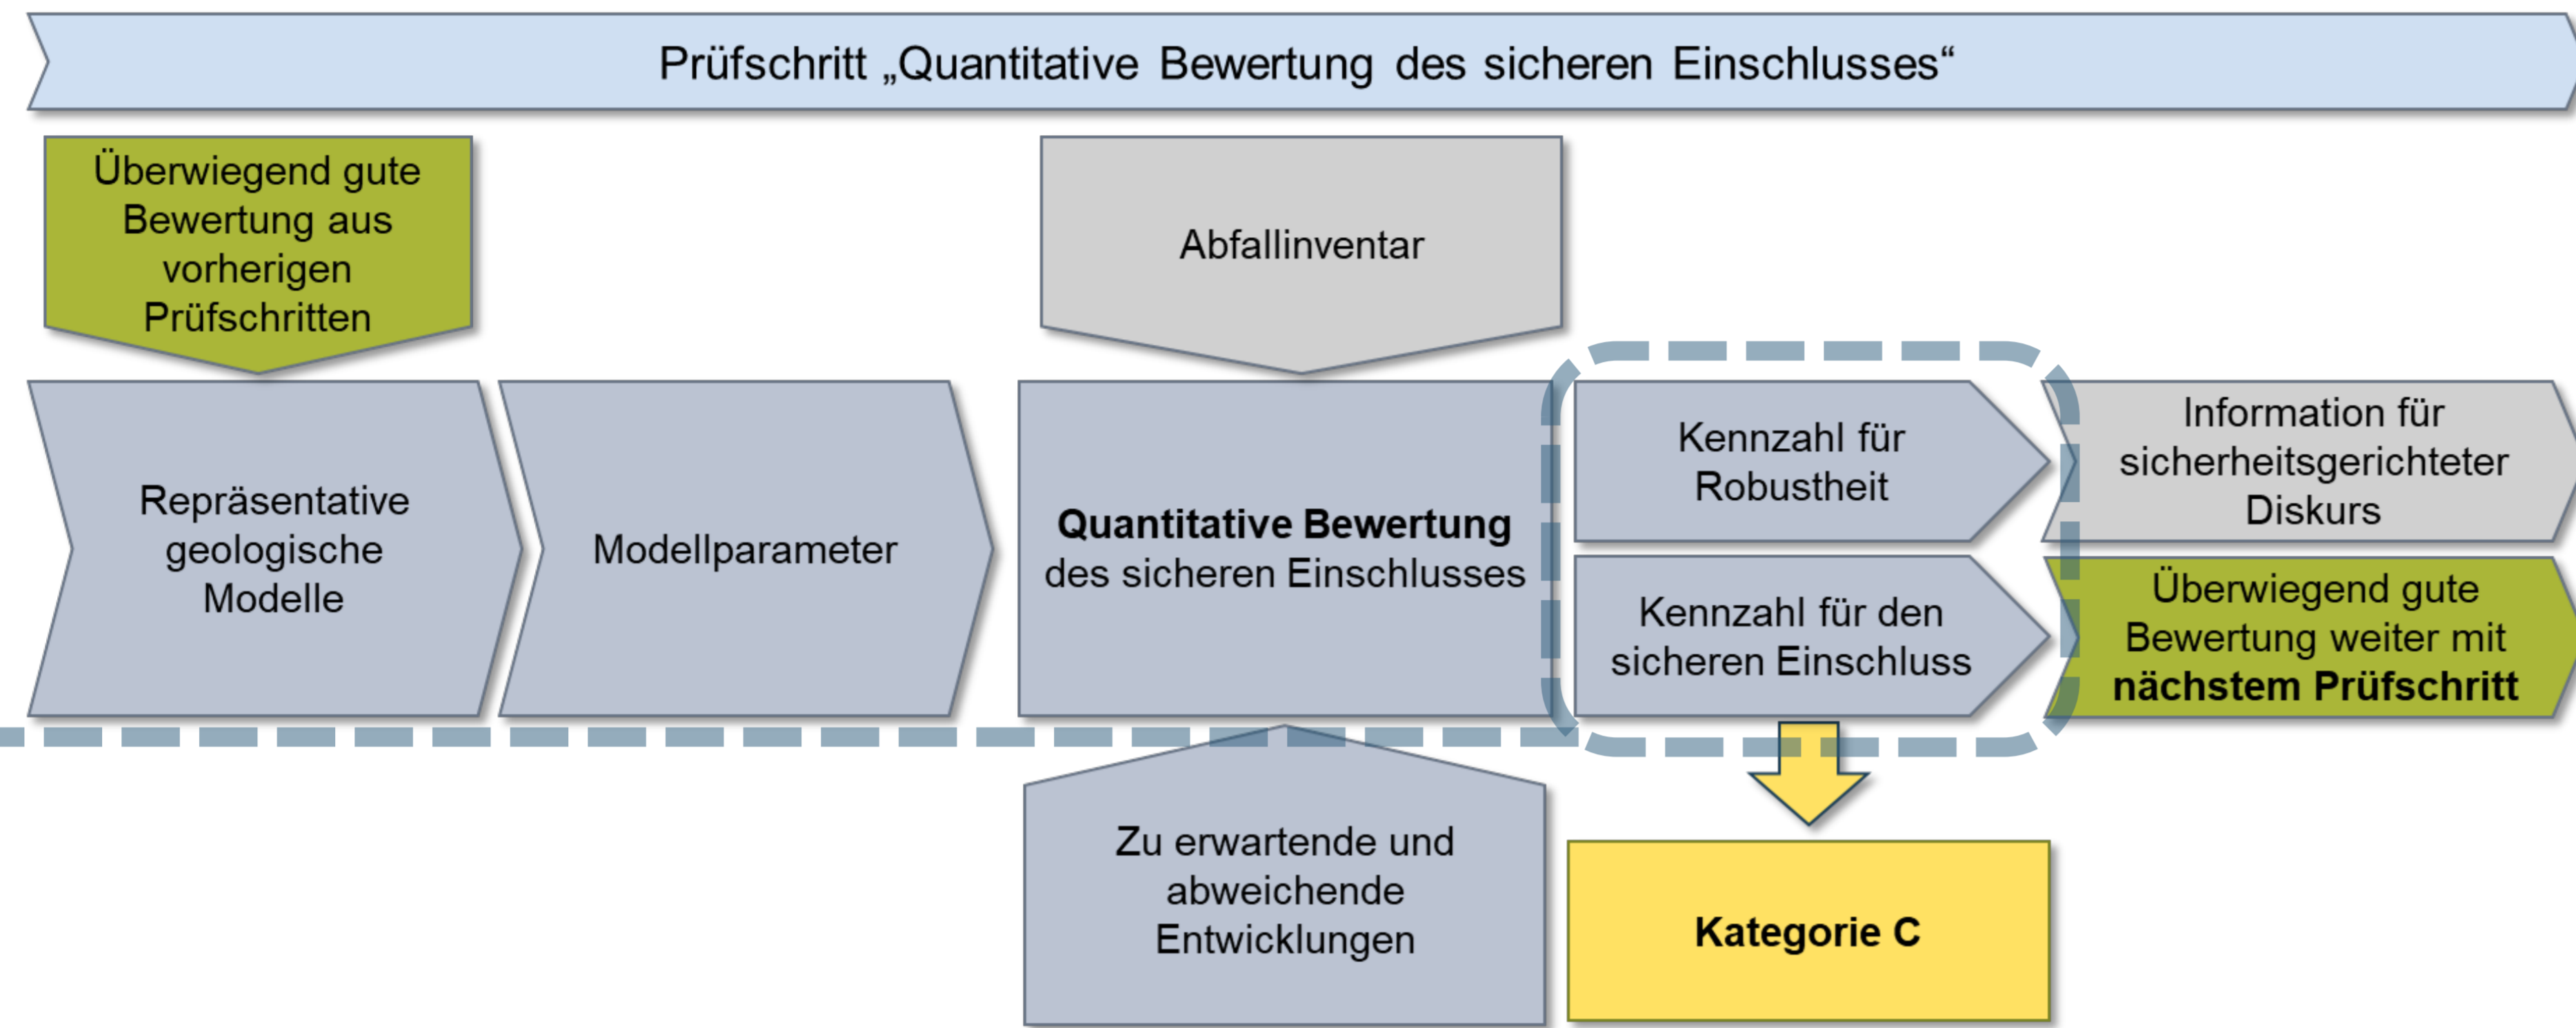 Prüfschritt „Quantitative Bewertung des sicheren Einschlusses“
Überwiegend gute
Bewertung aus
vorherigen
Prüfschritten
Abfallinventar
Repräsentative
geologische
Modelle
Modellparameter
Quantitative Bewertung
des sicheren Einschlusses
Kennzahl für
Robustheit
Kennzahl für den
sicheren Einschluss
Information für
sicherheitsgerichteter
Diskurs
Überwiegend gute
Bewertung weiter mit
nächstem Prüfschritt
Zu erwartende und
abweichende
Entwicklungen
Kategorie C